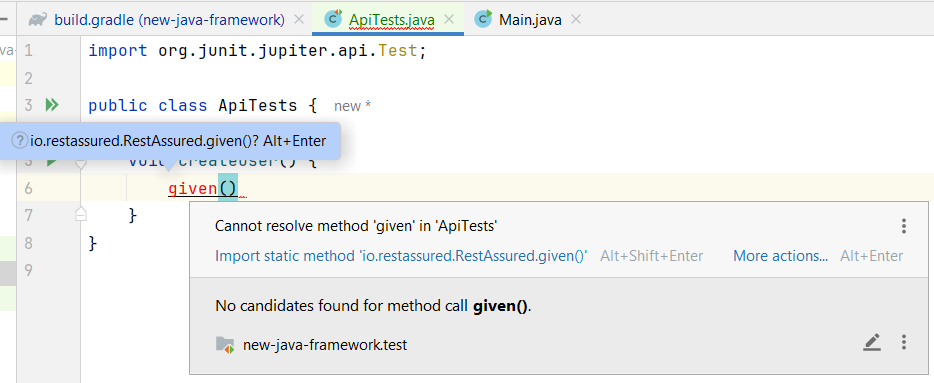 build.gradle (new-java-framework) ApiTests.java Main.java
1 import org.junit.jupiter.api.Test;
2
3 public class ApiTests { new *
io.restassured.RestAssured.given()? Alt+Enter
5 void createUser() {
6 given()
7 }
8 }
9
Cannot resolve method 'given' in 'ApiTests'
Import static method 'io.restassured.RestAssured.given()' Alt+Shift+Enter More actions... Alt+Enter
No candidates found for method call given().
new-java-framework.test